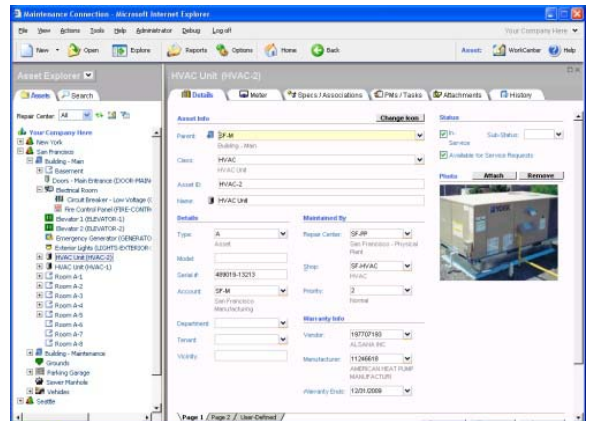 Maintenance Connection - Microsoft Internet Explorer
File View Actions Tools Help Administrator Debug Log off
Your Company Here
New Open Explore Reports Options Home Back Asset: WorkCenter Help
Asset Explorer
HVAC Unit (HVAC-2)
Assets Search
Details Meter Specs / Associations PMs / Tasks Attachments History
Repair Center: All
Your Company Here
New York
San Francisco
Building - Main
Basement
Doors - Main Entrance (DOOR-MAIN
Electrical Room
Circuit Breaker - Low Voltage (
Fire Control Panel (FIRE-CONTR
Elevator 1 (ELEVATOR-1)
Elevator 2 (ELEVATOR-2)
Emergency Generator (GENERATO
Exterior Lights (LIGHTS-EXTERIOR-
HVAC Unit (HVAC-2)
HVAC Unit (HVAC-1)
Room A-1
Room A-2
Room A-3
Room A-4
Room A-5
Room A-6
Room A-7
Room A-8
Building - Maintenance
Grounds
Parking Garage
Sewer Manhole
Vehicles
Seattle
Asset Info Change Icon
Parent: SF-M
Building - Main
Class: HVAC
HVAC Unit
Asset ID: HVAC-2
Name: HVAC Unit
Details
Type: A
Asset
Model:
Serial #: 489016-13213
Account: SF-M
San Francisco
Manufacturing
Department:
Tenant:
Vicinity:
Maintained By
Repair Center: SF-PP
San Francisco - Physical
Plant
Shop: SF-HVAC
HVAC
Priority: 2
Normal
Warranty Info
Vendor: 197707193
ALSANA INC
Manufacturer: 11246618
AMERICAN HEAT PUMP
MANUFACTURI
Warranty Ends: 12/31/2009
Status
In
Service
Sub-Status:
Available for Service Requests
Photo Attach Remove
Page 1 Page 2 User-Defined